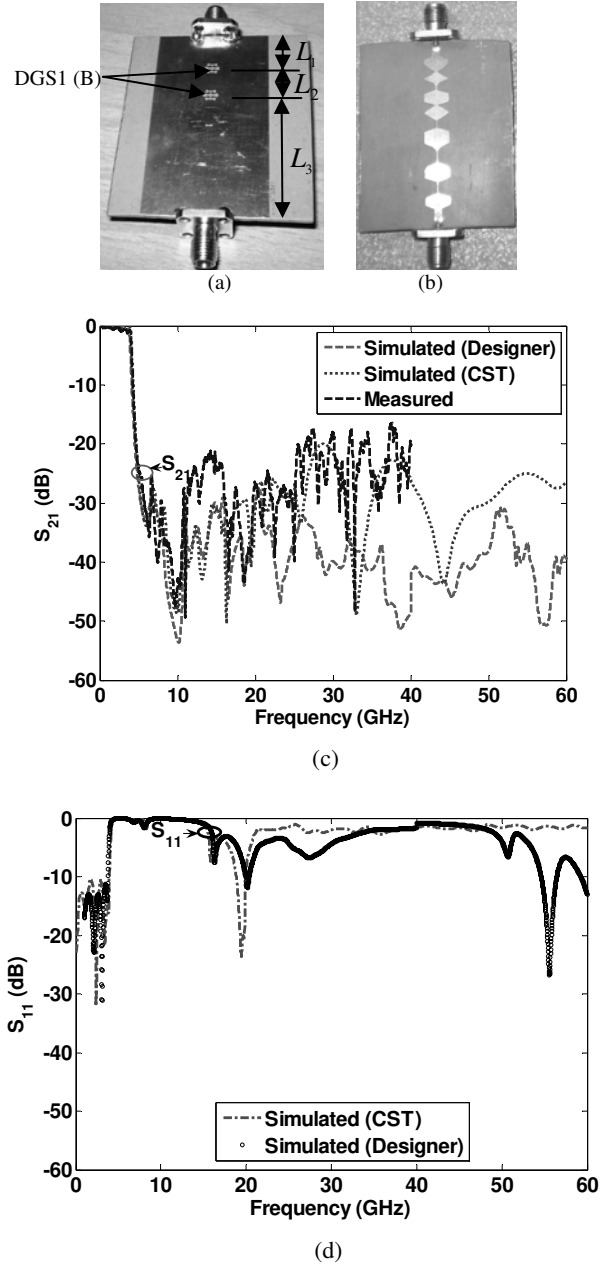 DGS1 (B)
L1
L2
L3
(a)
(b)
0
-10
-20
-30
-40
-50
-60
S21 (dB)
Simulated (Designer)
Simulated (CST)
Measured
S21
0 10 20 30 40 50 60
Frequency (GHz)
(c)
0
-10
-20
-30
-40
-50
-60
S11 (dB)
S11
Simulated (CST)
Simulated (Designer)
0 10 20 30 40 50 60
Frequency (GHz)
(d)